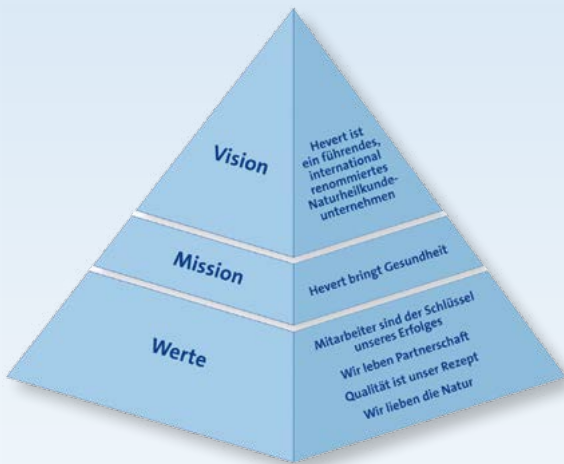 Vision
Hevert ist
ein führendes,
international
renommiertes
Naturheilkunde-
unternehmen
Mission
Hevert bringt Gesundheit
Werte
Mitarbeiter sind der Schlüssel
unseres Erfolges
Wir leben Partnerschaft
Qualität ist unser Rezept
Wir lieben die Natur